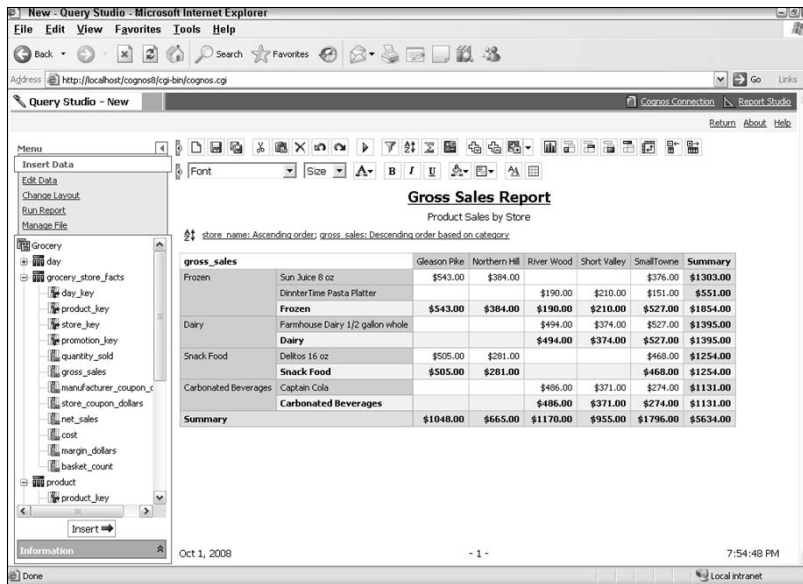 New - Query Studio - Microsoft Internet Explorer
File Edit View Favorites Tools Help
Back Search Favorites
Address http://localhost/cognos8/cgi-bin/cognos.cgi Go Links
Query Studio - New Cognos Connection Report Studio
Return About Help
Menu
Insert Data
Edit Data
Change Layout
Run Report
Manage File
Font Size A B I U
Grocery
day
grocery_store_facts
day_key
product_key
store_key
promotion_key
quantity_sold
gross_sales
manufacturer_coupon_c
store_coupon_dollars
net_sales
cost
margin_dollars
basket_count
product
product_key
Insert
Information
Gross Sales Report
Product Sales by Store
store_name: Ascending order; gross_sales: Descending order based on category
gross_sales Gleason Pike Northern Hill River Wood Short Valley SmallTowne Summary
Frozen Sun Juice 8 oz $543.00 $384.00 $376.00 $1303.00
DinnterTime Pasta Platter $190.00 $210.00 $151.00 $551.00
Frozen $543.00 $384.00 $190.00 $210.00 $527.00 $1854.00
Dairy Farmhouse Dairy 1/2 gallon whole $494.00 $374.00 $527.00 $1395.00
Dairy $494.00 $374.00 $527.00 $1395.00
Snack Food Delitos 16 oz $505.00 $281.00 $468.00 $1254.00
Snack Food $505.00 $281.00 $468.00 $1254.00
Carbonated Beverages Captain Cola $486.00 $371.00 $274.00 $1131.00
Carbonated Beverages $486.00 $371.00 $274.00 $1131.00
Summary $1048.00 $665.00 $1170.00 $955.00 $1796.00 $5634.00
Oct 1, 2008 - 1 - 7:54:48 PM
Done Local intranet